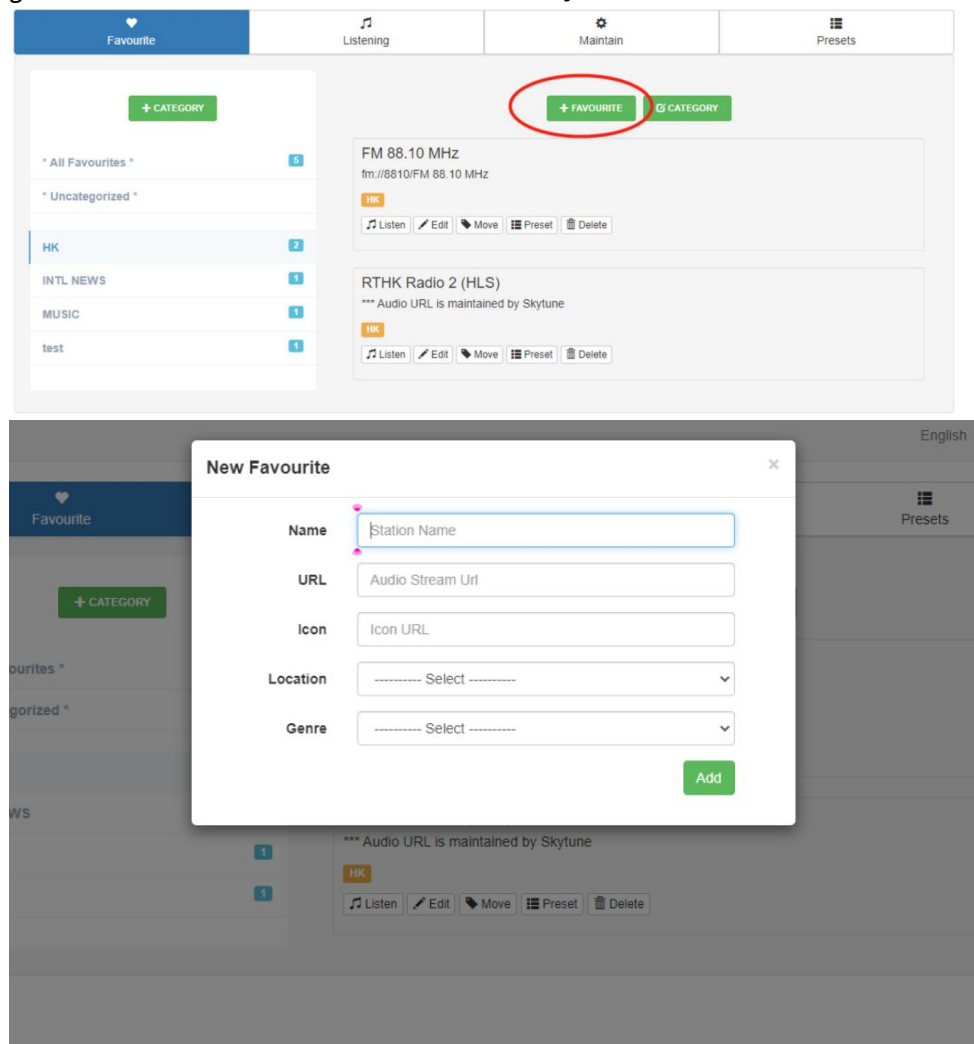 Favourite
Listening
Maintain
Presets
+ CATEGORY
+ FAVOURITE
CATEGORY
* All Favourites * 5
* Uncategorized *
HK 2
INTL NEWS 1
MUSIC 1
test 1
FM 88.10 MHz
fm://8810/FM 88.10 MHz
HK
Listen Edit Move Preset Delete
RTHK Radio 2 (HLS)
*** Audio URL is maintained by Skytune
HK
Listen Edit Move Preset Delete
English
New Favourite ×
Favourite
Presets
Name Station Name
URL Audio Stream Url
Icon Icon URL
Location ---------- Select ----------
Genre ---------- Select ----------
Add
+ CATEGORY
ourites *
gorized *
WS
1
1
*** Audio URL is maintained by Skytune
HK
Listen Edit Move Preset Delete